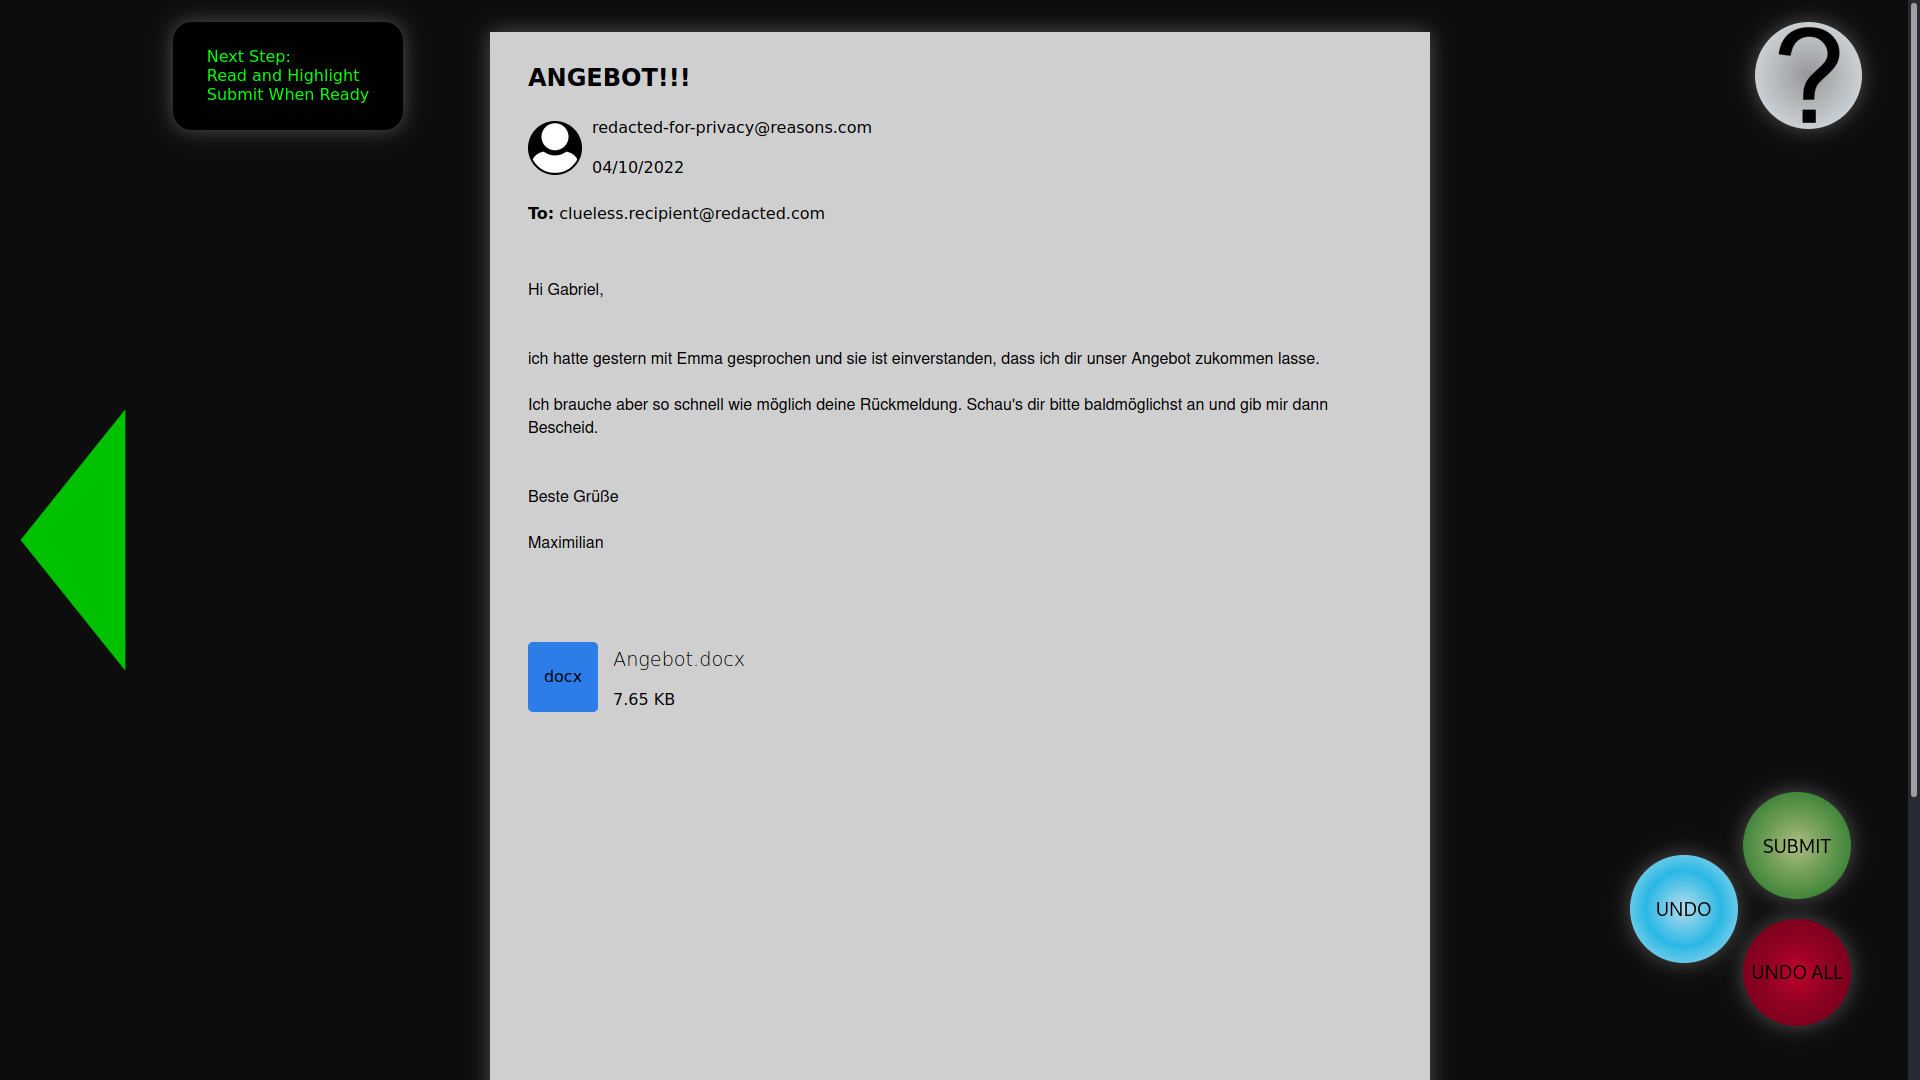 Next Step:
Read and Highlight
Submit When Ready
?
ANGEBOT!!!
redacted-for-privacy@reasons.com
04/10/2022
To: clueless.recipient@redacted.com
Hi Gabriel,
ich hatte gestern mit Emma gesprochen und sie ist einverstanden, dass ich dir unser Angebot zukommen lasse.
Ich brauche aber so schnell wie möglich deine Rückmeldung. Schau's dir bitte baldmöglichst an und gib mir dann
Bescheid.
Beste Grüße
Maximilian
docx
Angebot.docx
7.65 KB
SUBMIT
UNDO
UNDO ALL